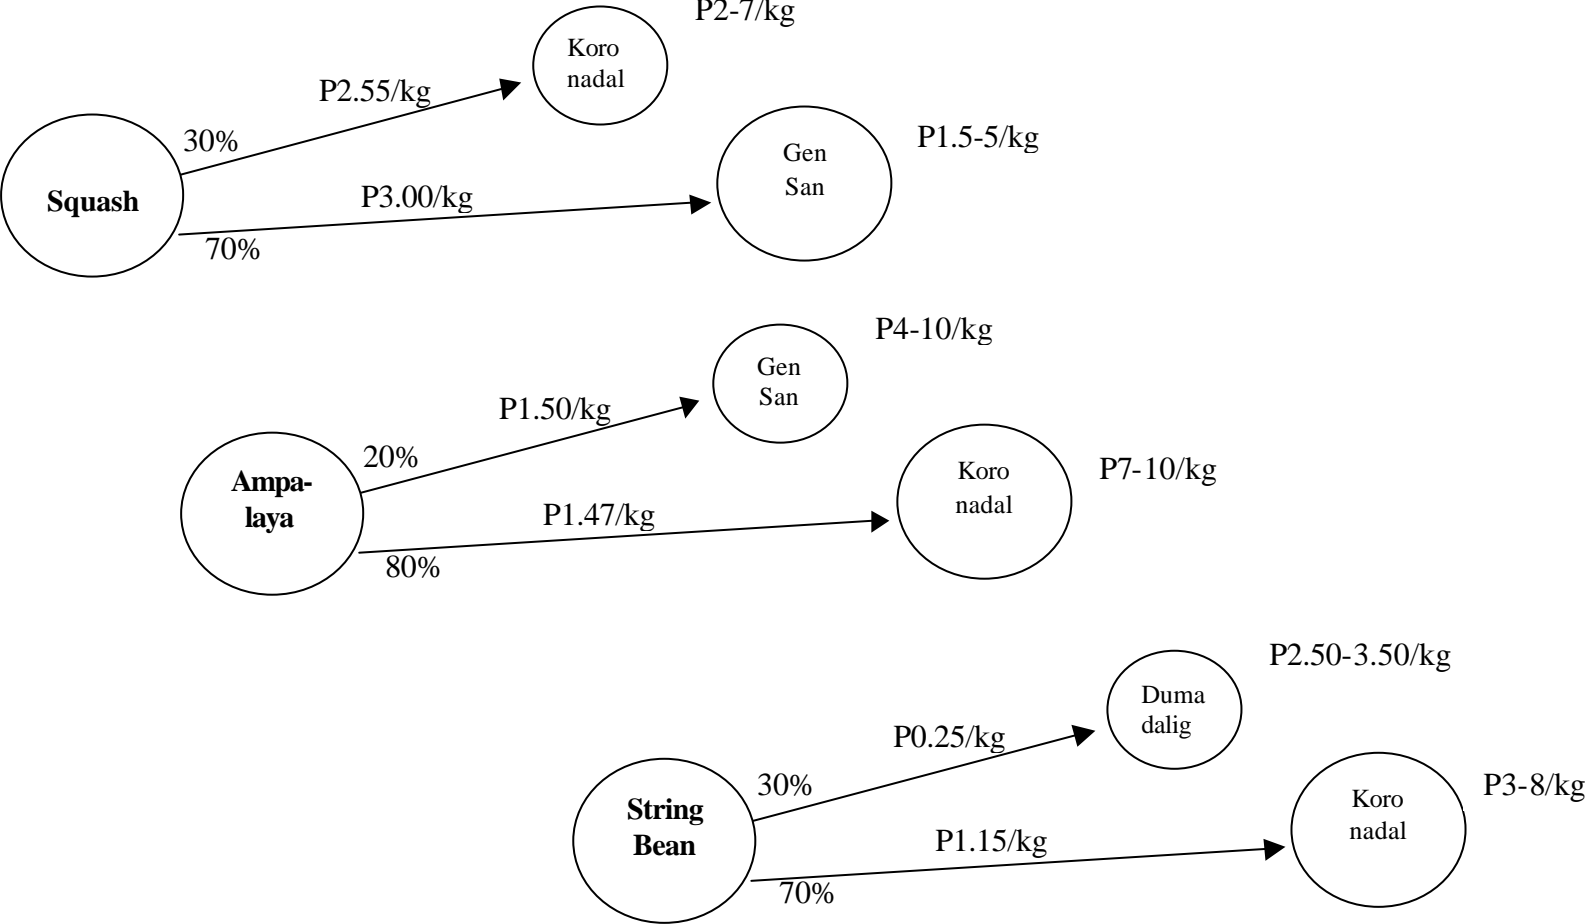 P2-7/kg
Koro
nadal
P2.55/kg
30%
Gen
San
P1.5-5/kg
Squash
P3.00/kg
70%
P4-10/kg
Gen
San
P1.50/kg
20%
Ampa-
laya
Koro
nadal
P7-10/kg
P1.47/kg
80%
P2.50-3.50/kg
Duma
dalig
P0.25/kg
30%
String
Bean
Koro
nadal
P3-8/kg
P1.15/kg
70%